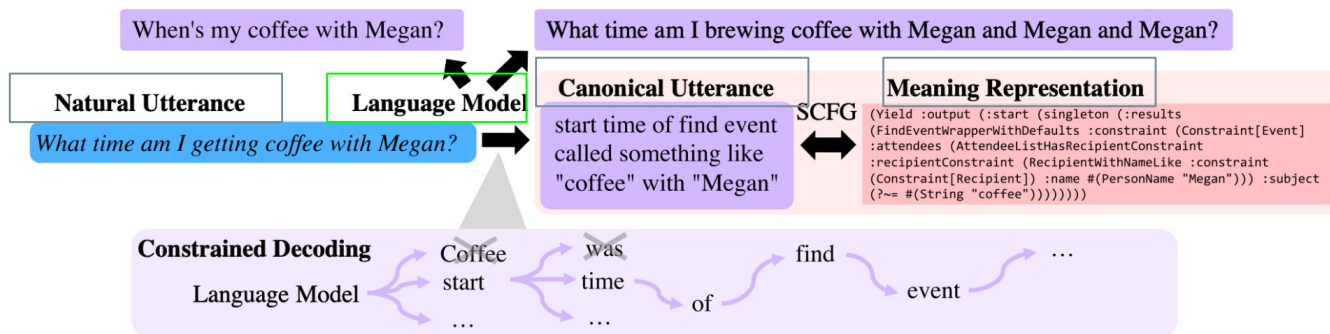 When's my coffee with Megan?
What time am I brewing coffee with Megan and Megan and Megan?
Natural Utterance
Language Model
Canonical Utterance
Meaning Representation
What time am I getting coffee with Megan?
start time of find event
called something like
"coffee" with "Megan"
SCFG
(Yield :output (:start (singleton (:results
(FindEventWrapperWithDefaults :constraint (Constraint[Event]
:attendees (AttendeeListHasRecipientConstraint
:recipientConstraint (RecipientWithNameLike :constraint
(Constraint[Recipient]) :name #(PersonName "Megan"))) :subject
(?~= #(String "coffee"))))))))
Constrained Decoding
Language Model
Coffee
start
...
was
time
...
of
find
event
...